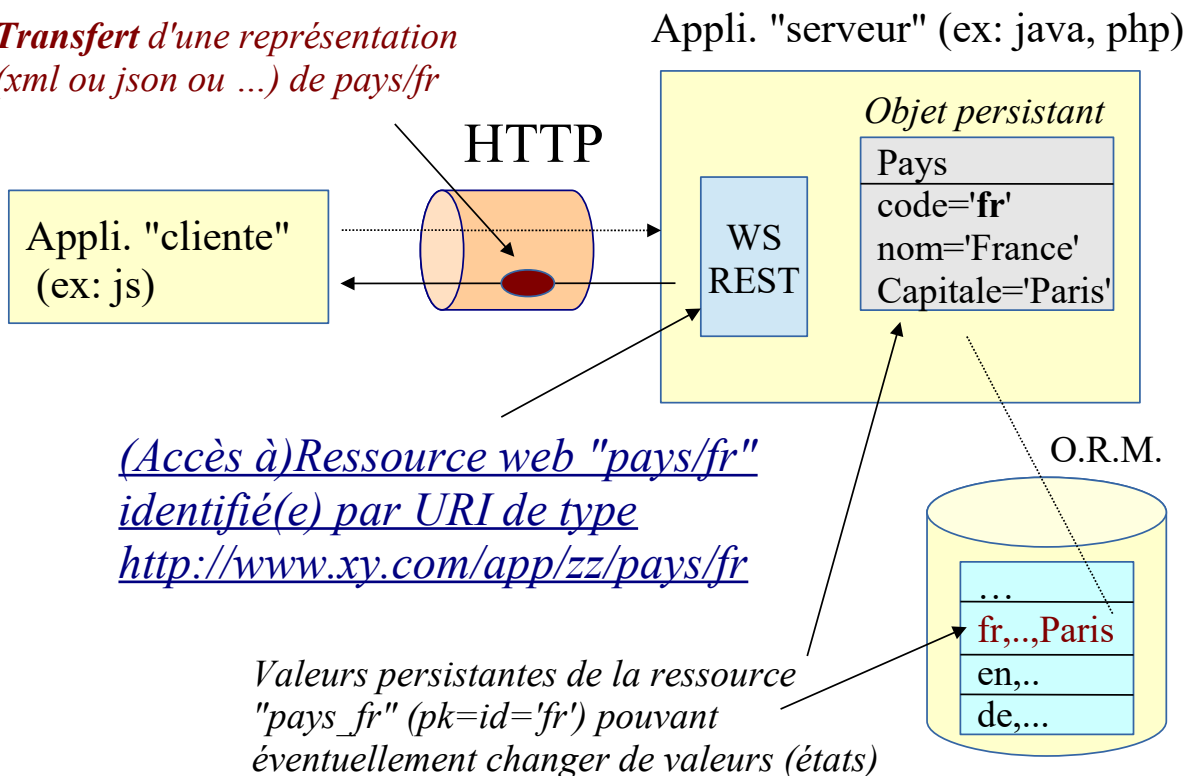 Transfert d'une représentation
(xml ou json ou …) de pays/fr
Appli. "serveur" (ex: java, php)
HTTP
Objet persistant
Pays
code='fr'
nom='France'
Capitale='Paris'
Appli. "cliente"
(ex: js)
WS
REST
(Accès à)Ressource web "pays/fr"
identifié(e) par URI de type
http://www.xy.com/app/zz/pays/fr
O.R.M.
…
fr,..,Paris
en,..
de,...
Valeurs persistantes de la ressource
"pays_fr" (pk=id='fr') pouvant
éventuellement changer de valeurs (états)